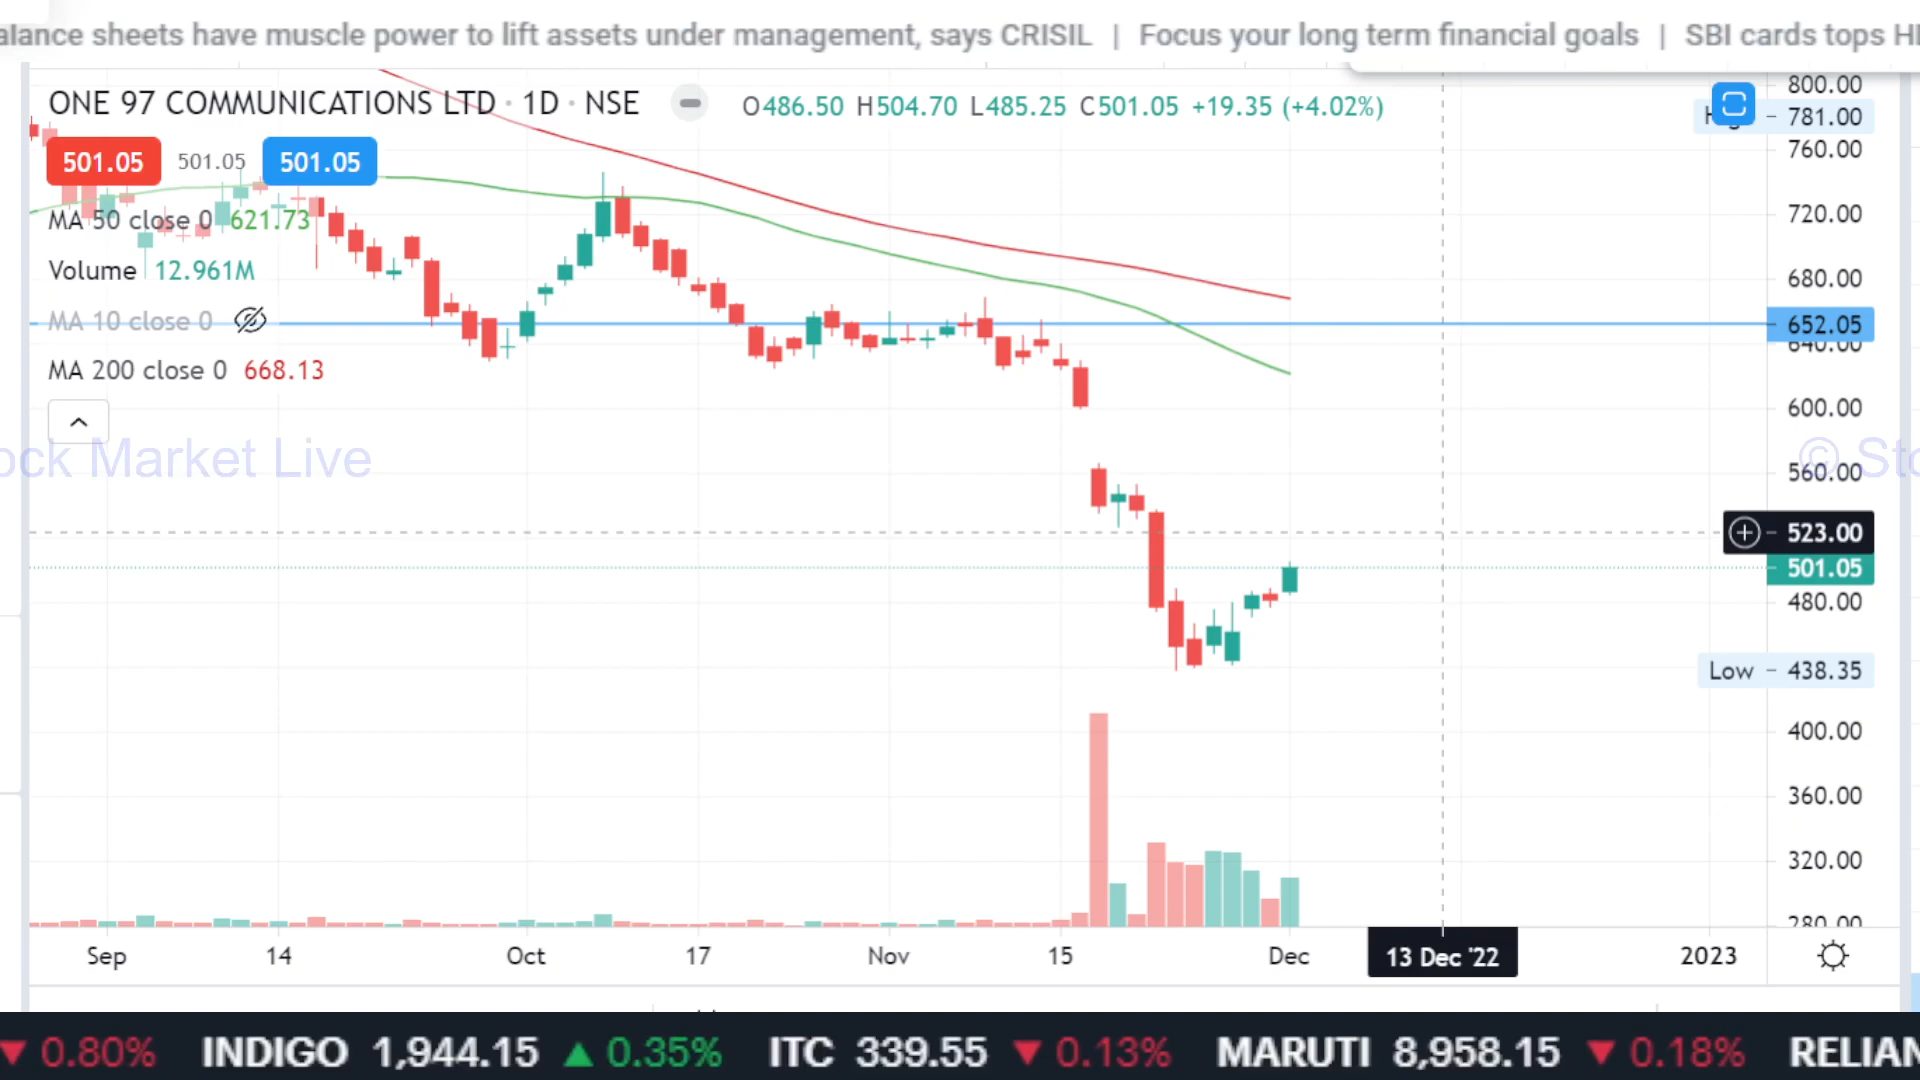 sheets have muscle power to lift assets under management, says CRISIL | Focus your long term financial goals | SBI cards tops
ONE 97 COMMUNICATIONS LTD · 1D · NSE O486.50 H504.70 L485.25 C501.05 +19.35 (+4.02%)
501.05 501.05 501.05
MA 50 close 0 621.73
Volume 12.961M
MA 10 close 0
MA 200 close 0 668.13
Market Live
©
800.00
781.00
760.00
720.00
680.00
652.05
640.00
600.00
560.00
523.00
501.05
480.00
Low 438.35
400.00
360.00
320.00
280.00
Sep 14 Oct 17 Nov 15 Dec 13 Dec '22 2023
▼ 0.80% INDIGO 1,944.15 ▲ 0.35% ITC 339.55 ▼ 0.13% MARUTI 8,958.15 ▼ 0.18%